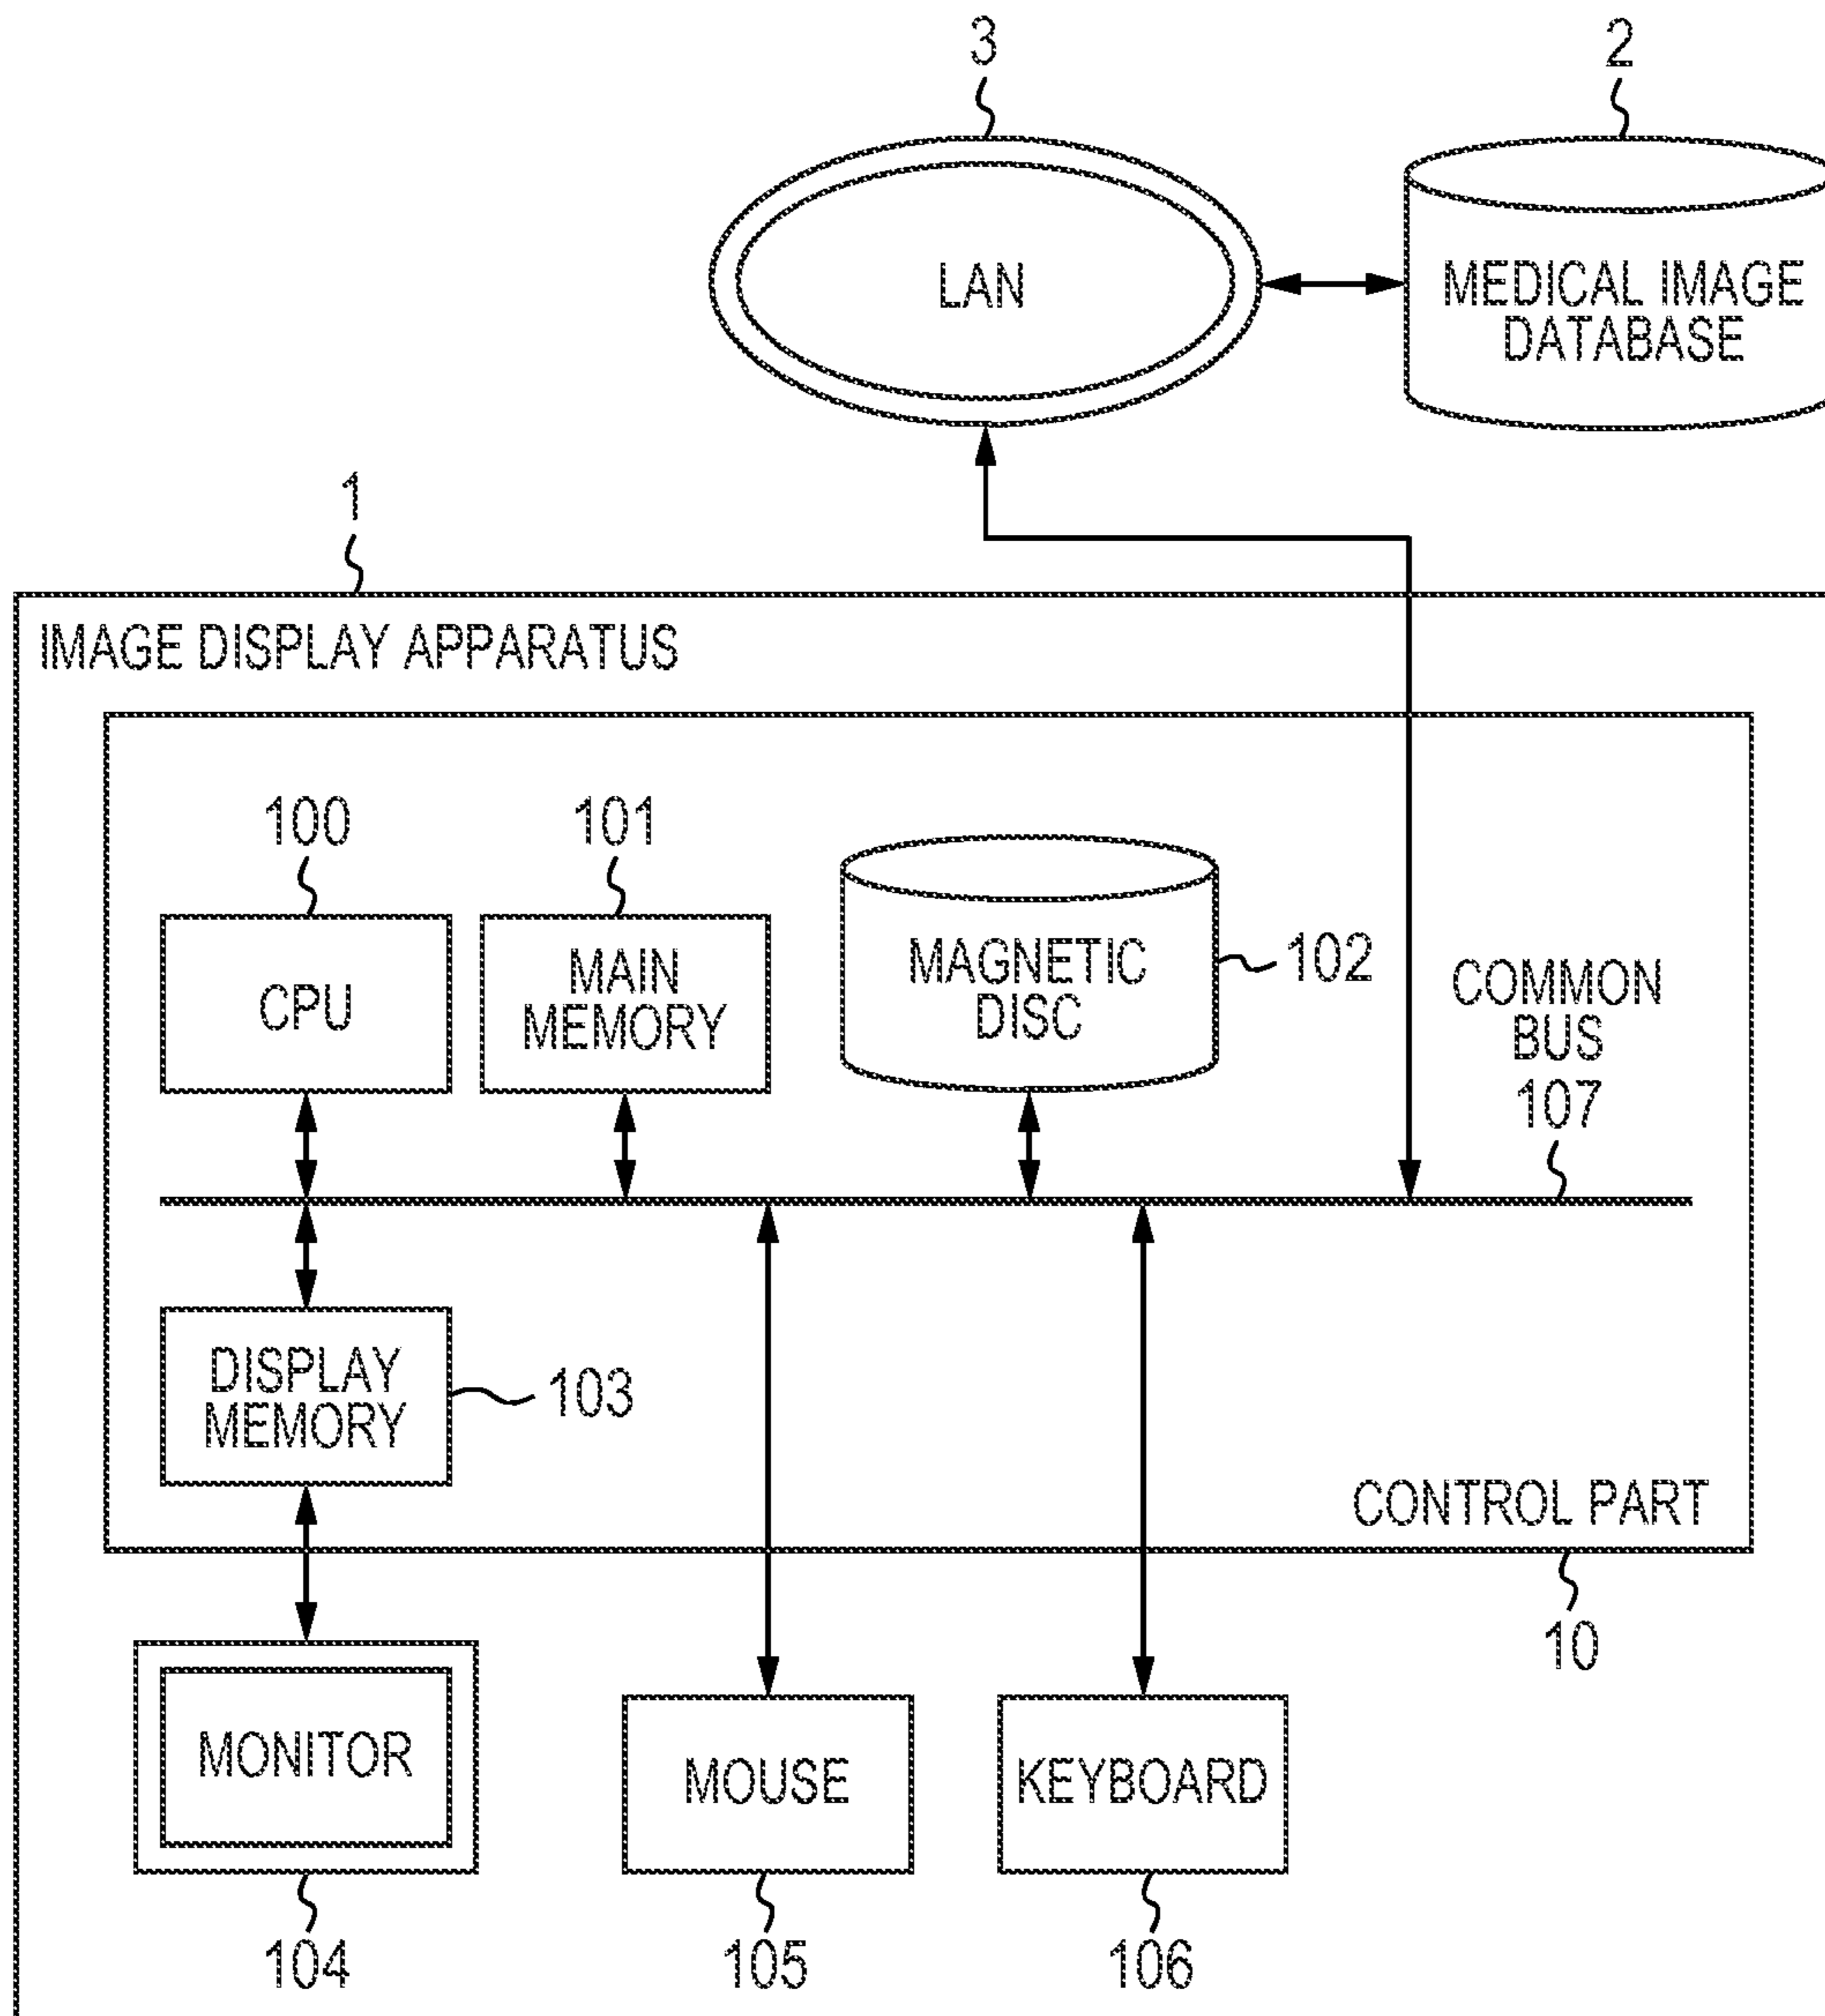 3
2
LAN
MEDICAL IMAGE
DATABASE
1
IMAGE DISPLAY APPARATUS
100
101
CPU
MAIN
MEMORY
MAGNETIC
DISC
102
COMMON
BUS
107
DISPLAY
MEMORY
103
CONTROL PART
10
MONITOR
MOUSE
KEYBOARD
104
105
106